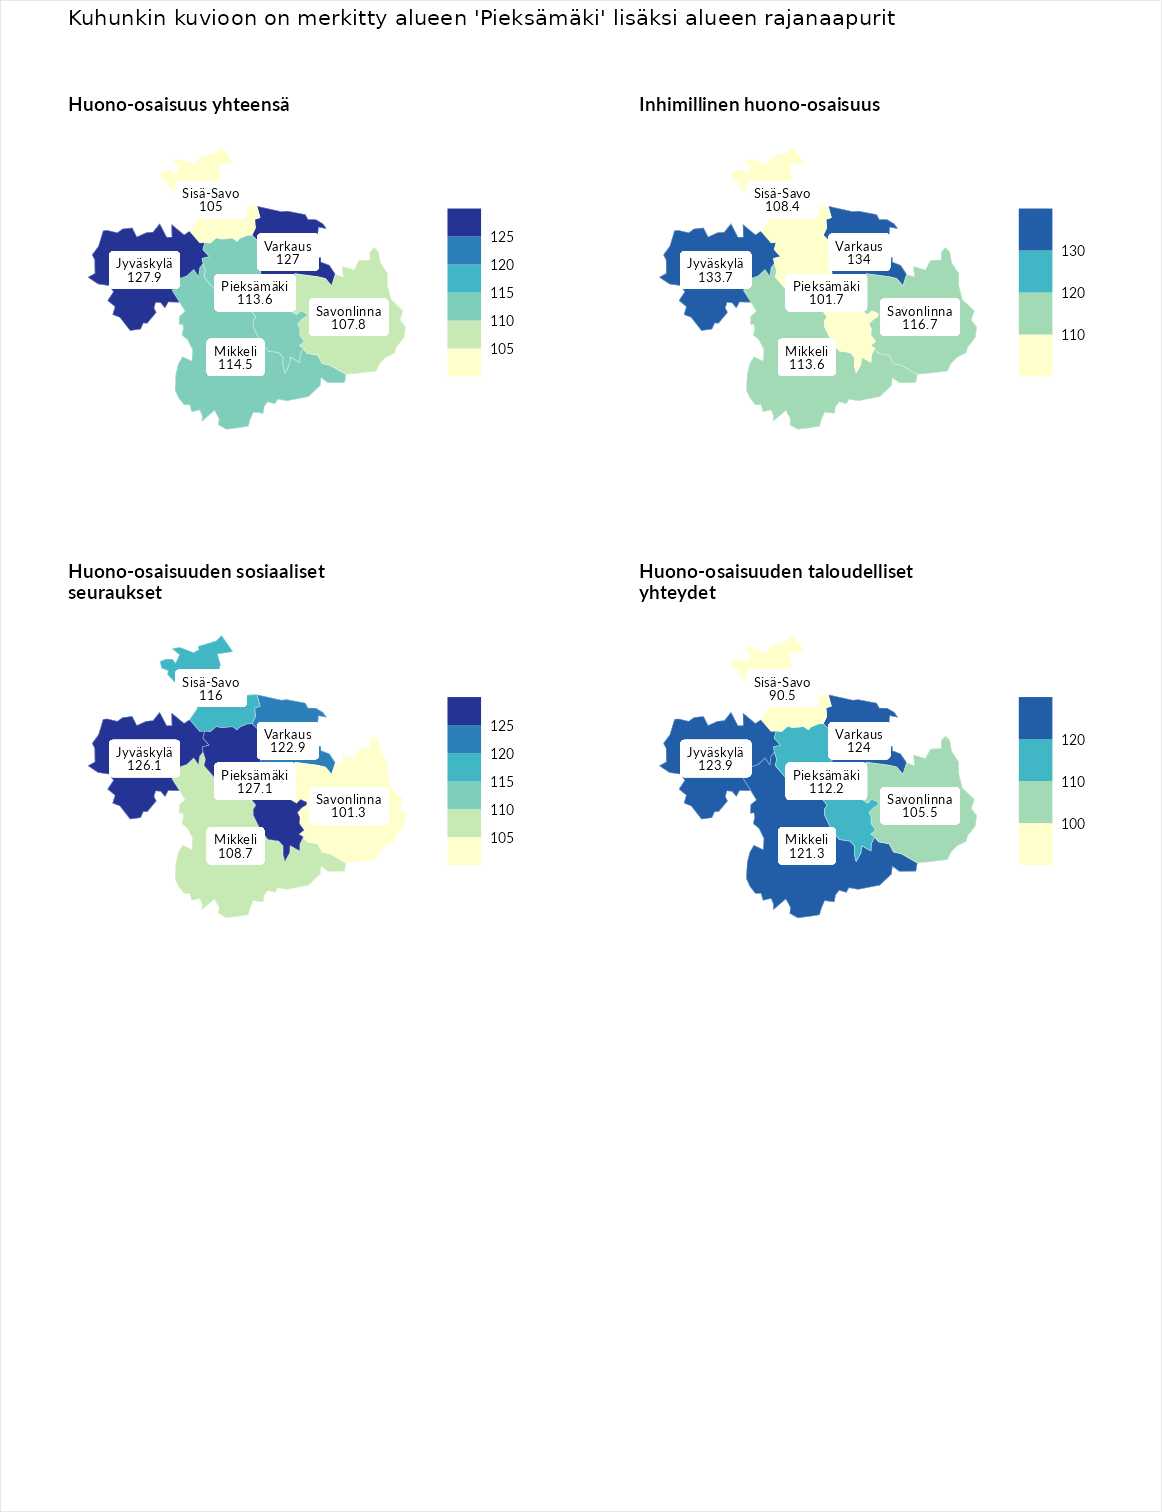 Kuhunkin kuvioon on merkitty alueen 'Pieksämäki' lisäksi alueen rajanaapurit
Huono-osaisuus yhteensä
Sisä-Savo
105
Varkaus
127
Jyväskylä
127.9
Pieksämäki
113.6
Savonlinna
107.8
Mikkeli
114.5
125
120
115
110
105
Inhimillinen huono-osaisuus
Sisä-Savo
108.4
Varkaus
134
Jyväskylä
133.7
Pieksämäki
101.7
Savonlinna
116.7
Mikkeli
113.6
130
120
110
Huono-osaisuuden sosiaaliset
seuraukset
Sisä-Savo
116
Varkaus
122.9
Jyväskylä
126.1
Pieksämäki
127.1
Savonlinna
101.3
Mikkeli
108.7
125
120
115
110
105
Huono-osaisuuden taloudelliset
yhteydet
Sisä-Savo
90.5
Varkaus
124
Jyväskylä
123.9
Pieksämäki
112.2
Savonlinna
105.5
Mikkeli
121.3
120
110
100